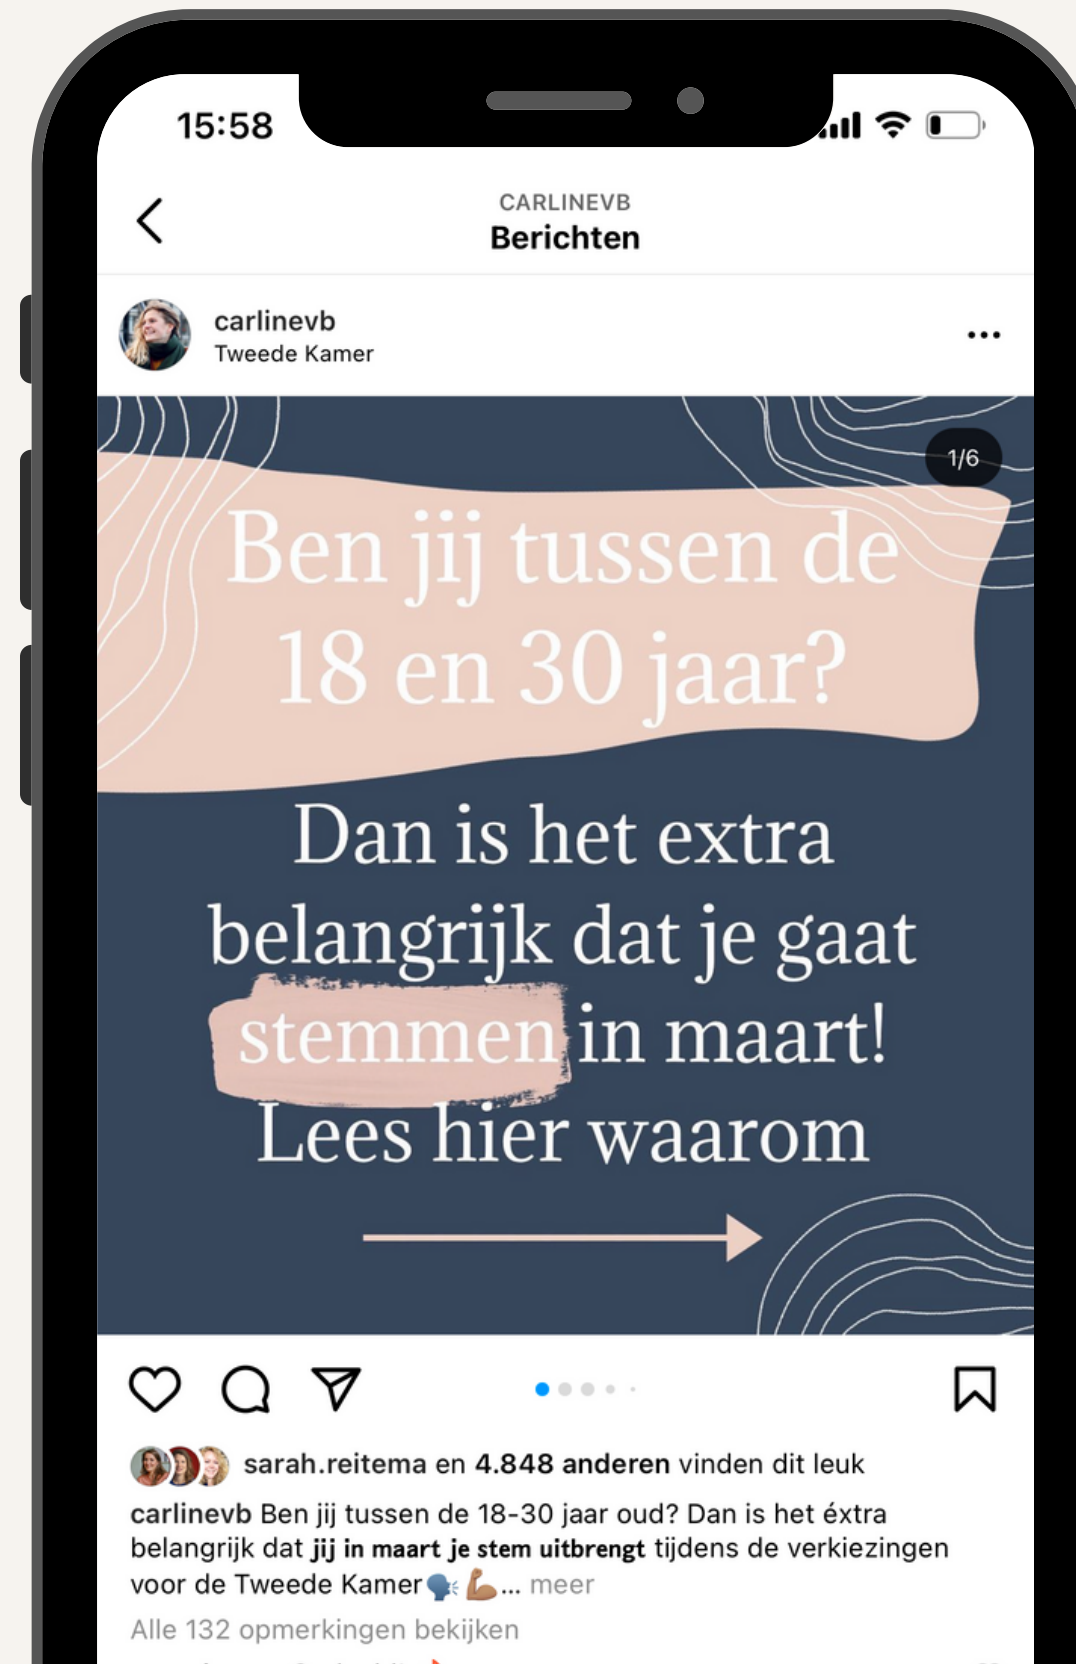 15:58
CARLINEVB
Berichten
carlinevb
Tweede Kamer
1/6
Ben jij tussen de
18 en 30 jaar?
Dan is het extra
belangrijk dat je gaat
stemmen in maart!
Lees hier waarom
sarah.reitema en 4.848 anderen vinden dit leuk
carlinevb Ben jij tussen de 18-30 jaar oud? Dan is het éxtra
belangrijk dat jij in maart je stem uitbrengt tijdens de verkiezingen
voor de Tweede Kamer🗣️💪🏽... meer
Alle 132 opmerkingen bekijken